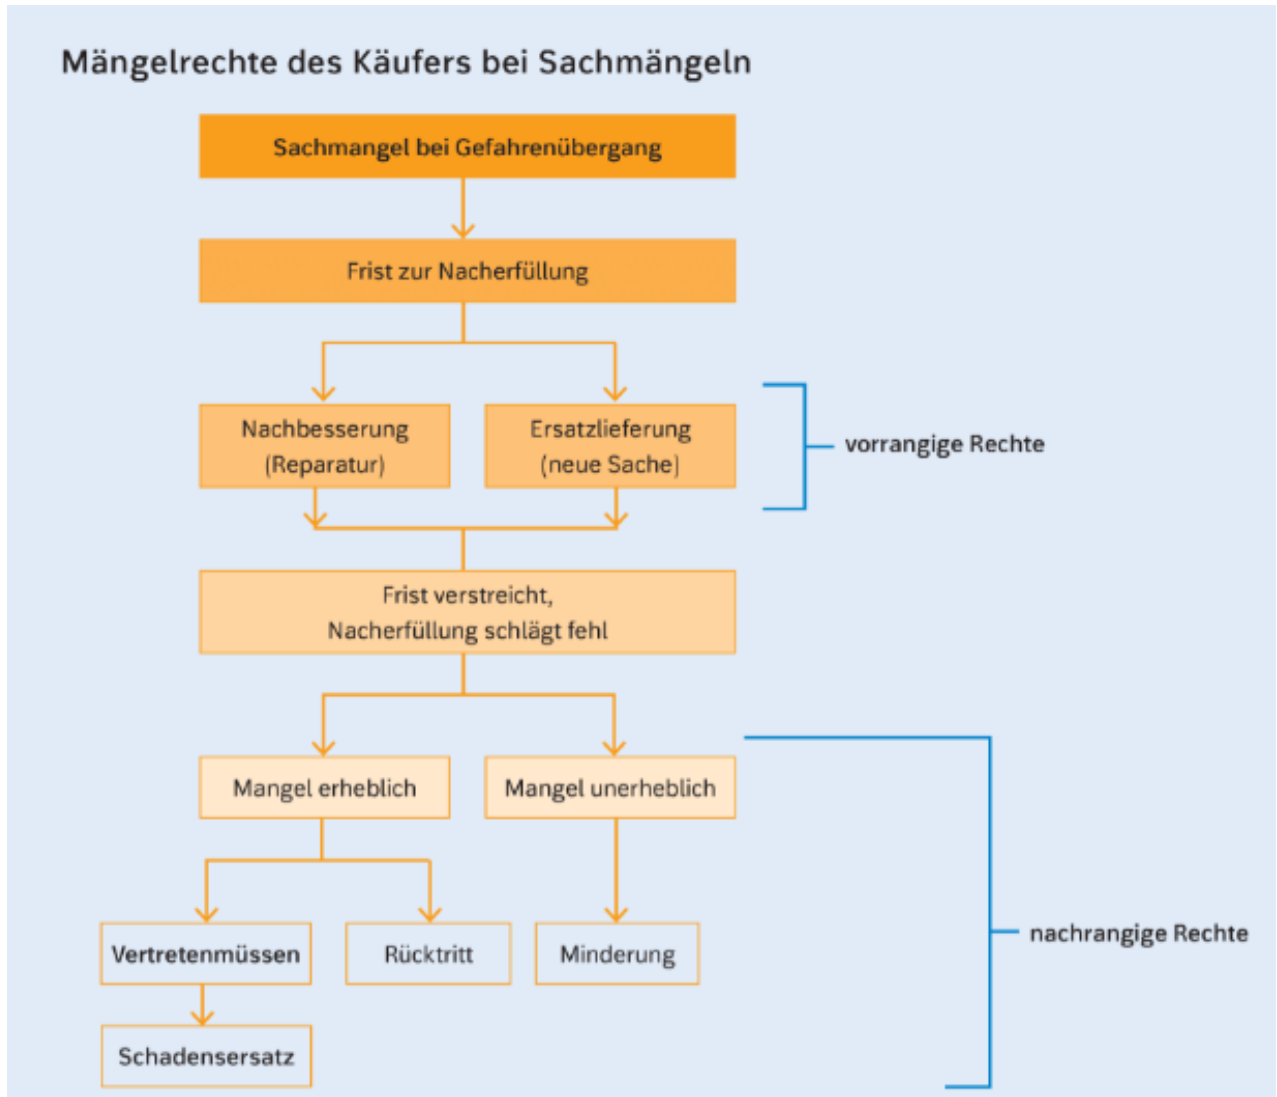 Mängelrechte des Käufers bei Sachmängeln
Sachmangel bei Gefahrenübergang
Frist zur Nacherfüllung
Nachbesserung
(Reparatur)
Ersatzlieferung
(neue Sache)
vorrangige Rechte
Frist verstreicht,
Nacherfüllung schlägt fehl
Mangel erheblich
Mangel unerheblich
Vertretenmüssen
Rücktritt
Minderung
nachrangige Rechte
Schadensersatz